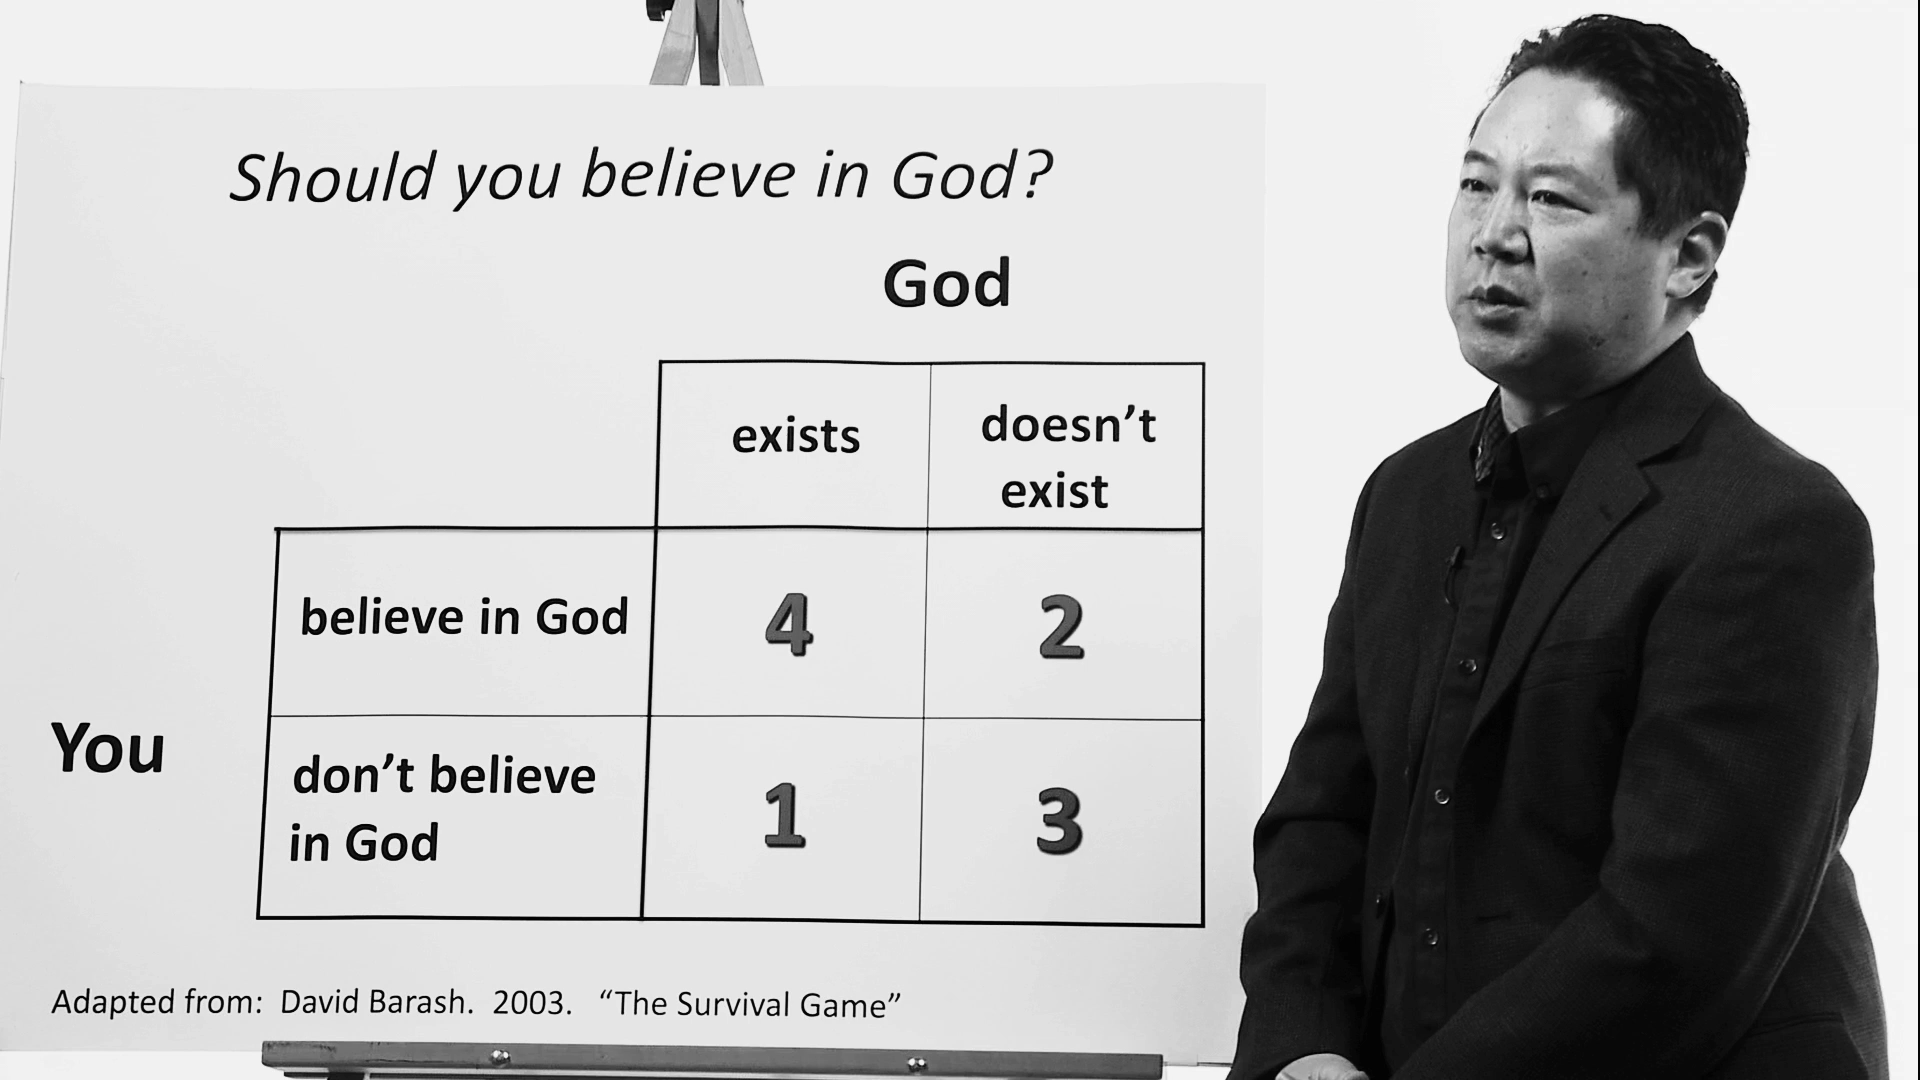 Should you believe in God?
God
exists
doesn’t
exist
believe in God
4
2
You
don’t believe
in God
1
3
Adapted from: David Barash. 2003. “The Survival Game”